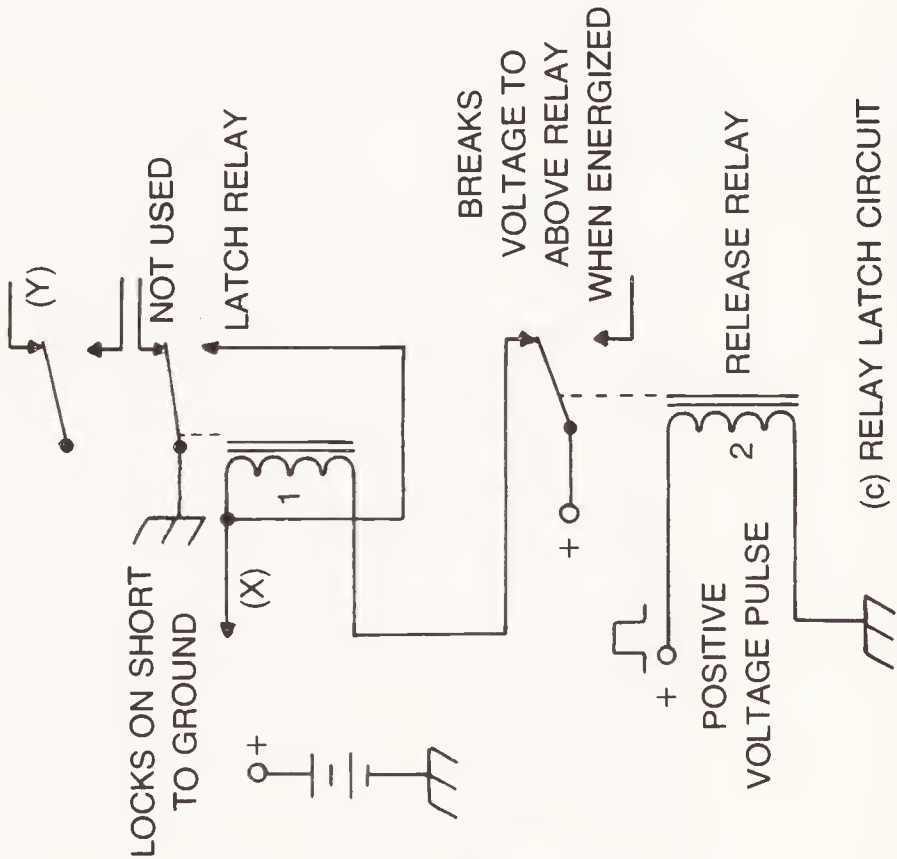 LOCKS ON SHORT
TO GROUND
(Y)
NOT USED
LATCH RELAY
1
(X)
+
BREAKS
VOLTAGE TO
ABOVE RELAY
WHEN ENERGIZED
+
+
POSITIVE
VOLTAGE PULSE
2
RELEASE RELAY
(c) RELAY LATCH CIRCUIT